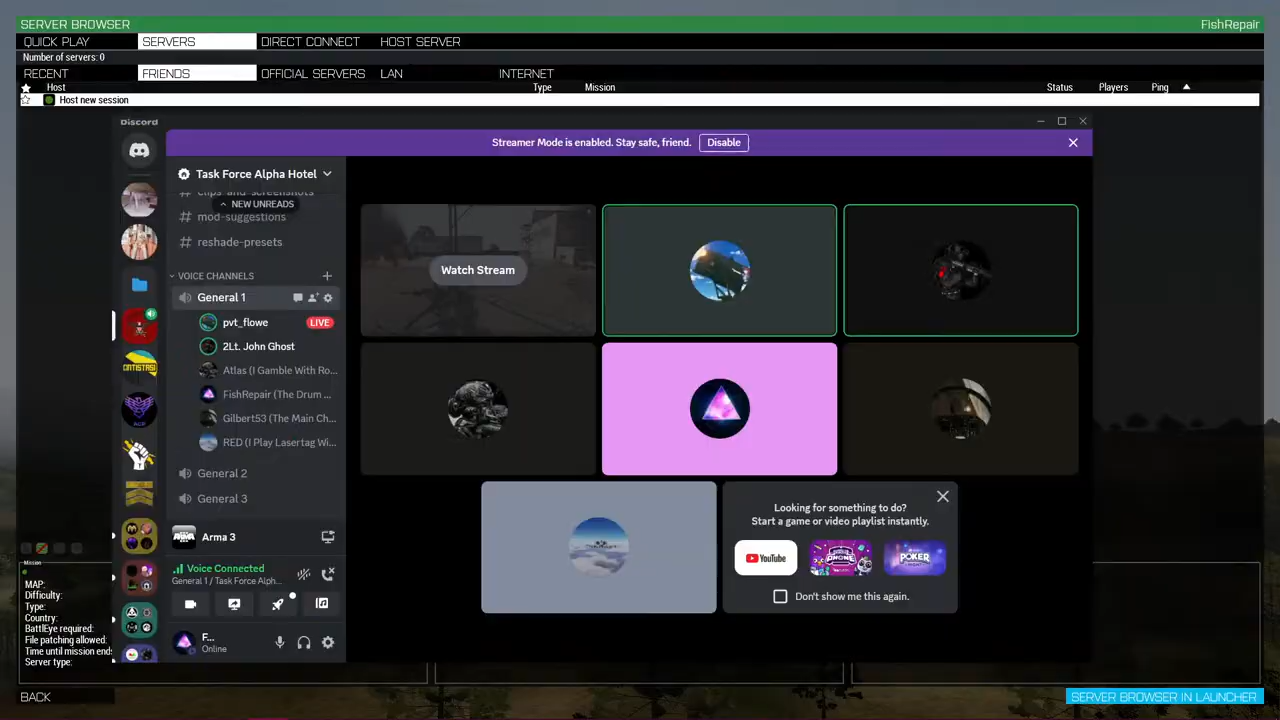 SERVER BROWSER
FishRepair
QUICK PLAY SERVERS DIRECT CONNECT HOST SERVER
Number of servers: 0
RECENT FRIENDS OFFICIAL SERVERS LAN INTERNET
Host Type Mission Status Players Ping
Host new session
Discord
Streamer Mode is enabled. Stay safe, friend. Disable
Task Force Alpha Hotel
clips-and-screenshots
NEW UNREADS
# mod-suggestions
# reshade-presets
VOICE CHANNELS
General 1
pvt_flowe LIVE
2Lt. John Ghost
Atlas (I Gamble With Ro...
FishRepair (The Drum ...
Gilbert53 (The Main Ch...
RED (I Play Lasertag Wi...
General 2
General 3
Arma 3
Voice Connected
General 1 / Task Force Alph...
F...
Online
Watch Stream
Looking for something to do?
Start a game or video playlist instantly.
YouTube
POKER
Don't show me this again.
ANTISTASI
Mission
MAP:
Difficulty:
Type:
Country:
BattlEye required:
File patching allowed:
Time until mission ends
Server type:
BACK
SERVER BROWSER IN LAUNCHER